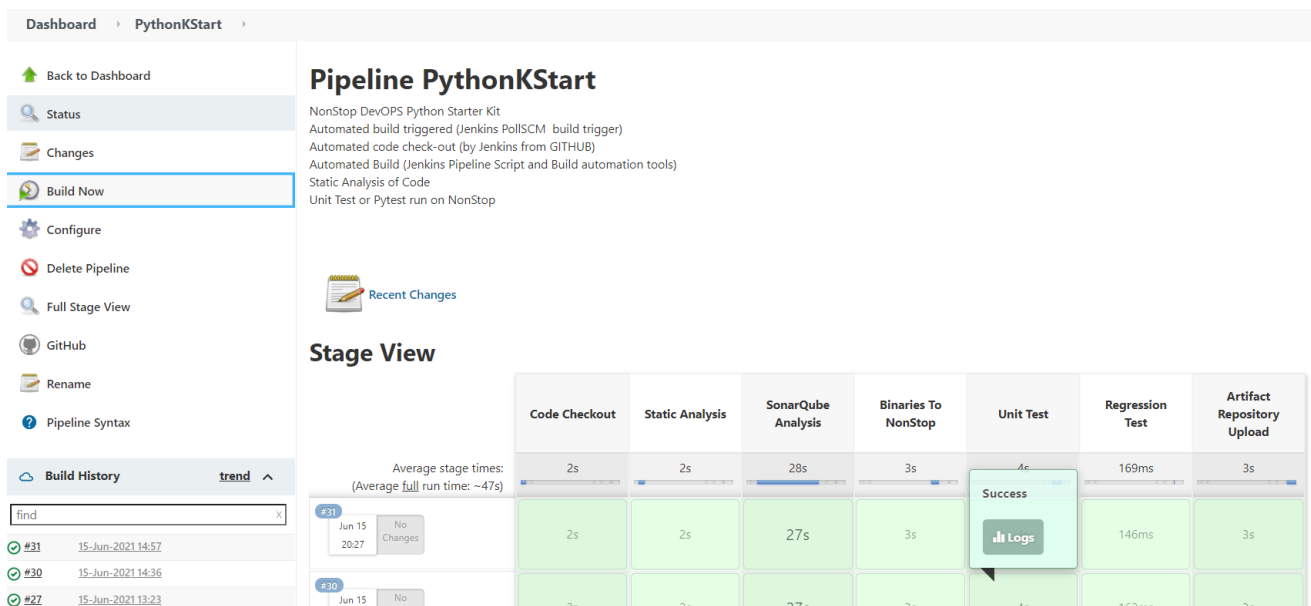 Dashboard
PythonKStart
Back to Dashboard
Status
Changes
Build Now
Configure
Delete Pipeline
Full Stage View
GitHub
Rename
Pipeline Syntax
Build History trend
find x
#31 15-Jun-2021 14:57
#30 15-Jun-2021 14:36
#27 15-Jun-2021 13:23
Pipeline PythonKStart
NonStop DevOPS Python Starter Kit
Automated build triggered (Jenkins PollSCM build trigger)
Automated code check-out (by Jenkins from GITHUB)
Automated Build (Jenkins Pipeline Script and Build automation tools)
Static Analysis of Code
Unit Test or Pytest run on NonStop
Recent Changes
Stage View
Code Checkout
Static Analysis
SonarQube
Analysis
Binaries To
NonStop
Unit Test
Regression
Test
Artifact
Repository
Upload
Average stage times:
(Average full run time: ~47s)
2s 2s 28s 3s 4s 169ms 3s
Success
Logs
#31
Jun 15
20:27
No
Changes
2s 2s 27s 3s 146ms 3s
#30
Jun 15
No